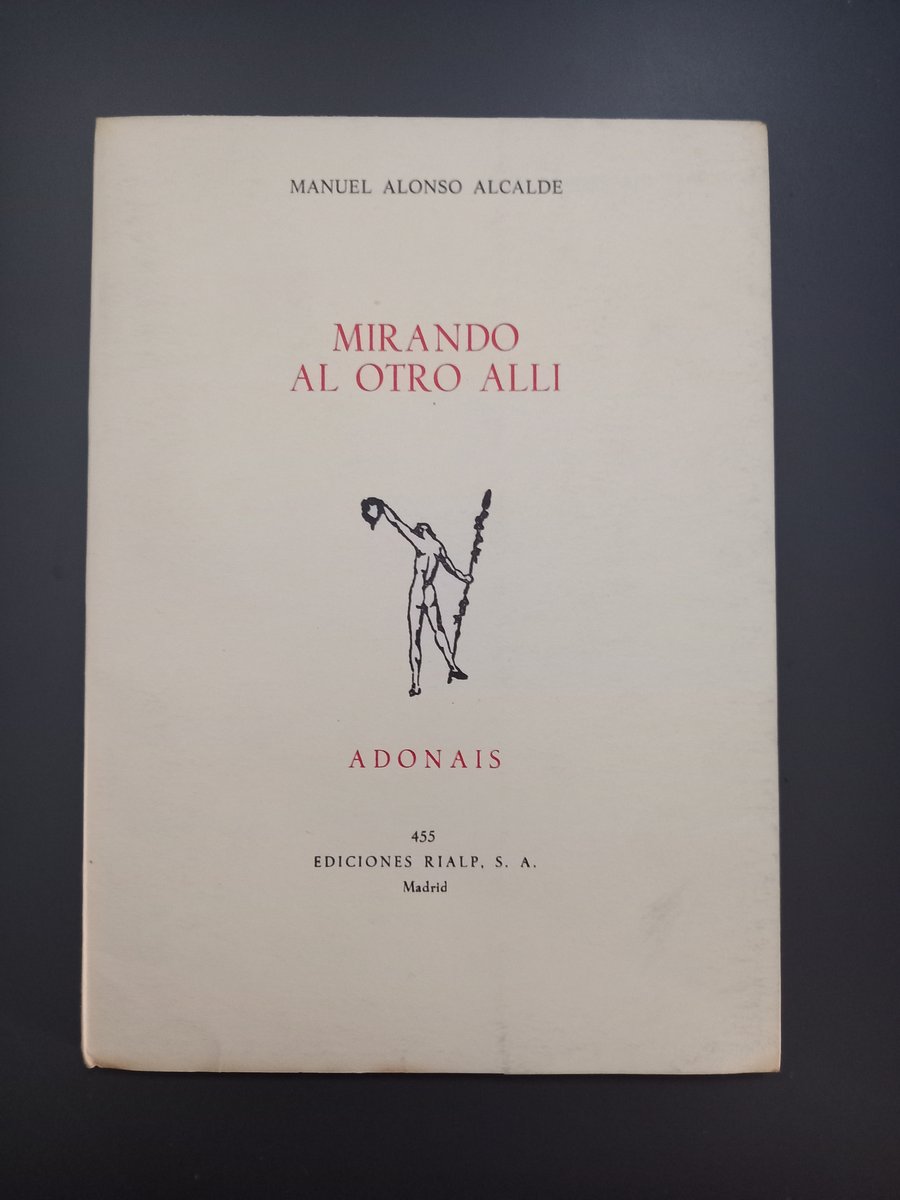 MANUEL ALONSO ALCALDE
MIRANDO
AL OTRO ALLI
ADONAIS
455
EDICIONES RIALP, S. A.
Madrid